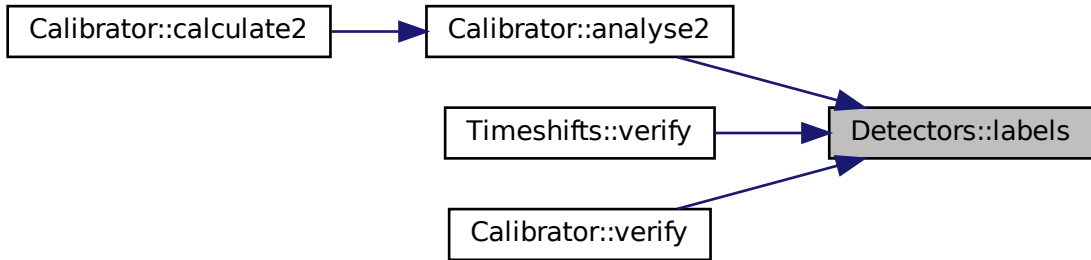 Calibrator::calculate2
Calibrator::analyse2
Timeshifts::verify
Detectors::labels
Calibrator::verify